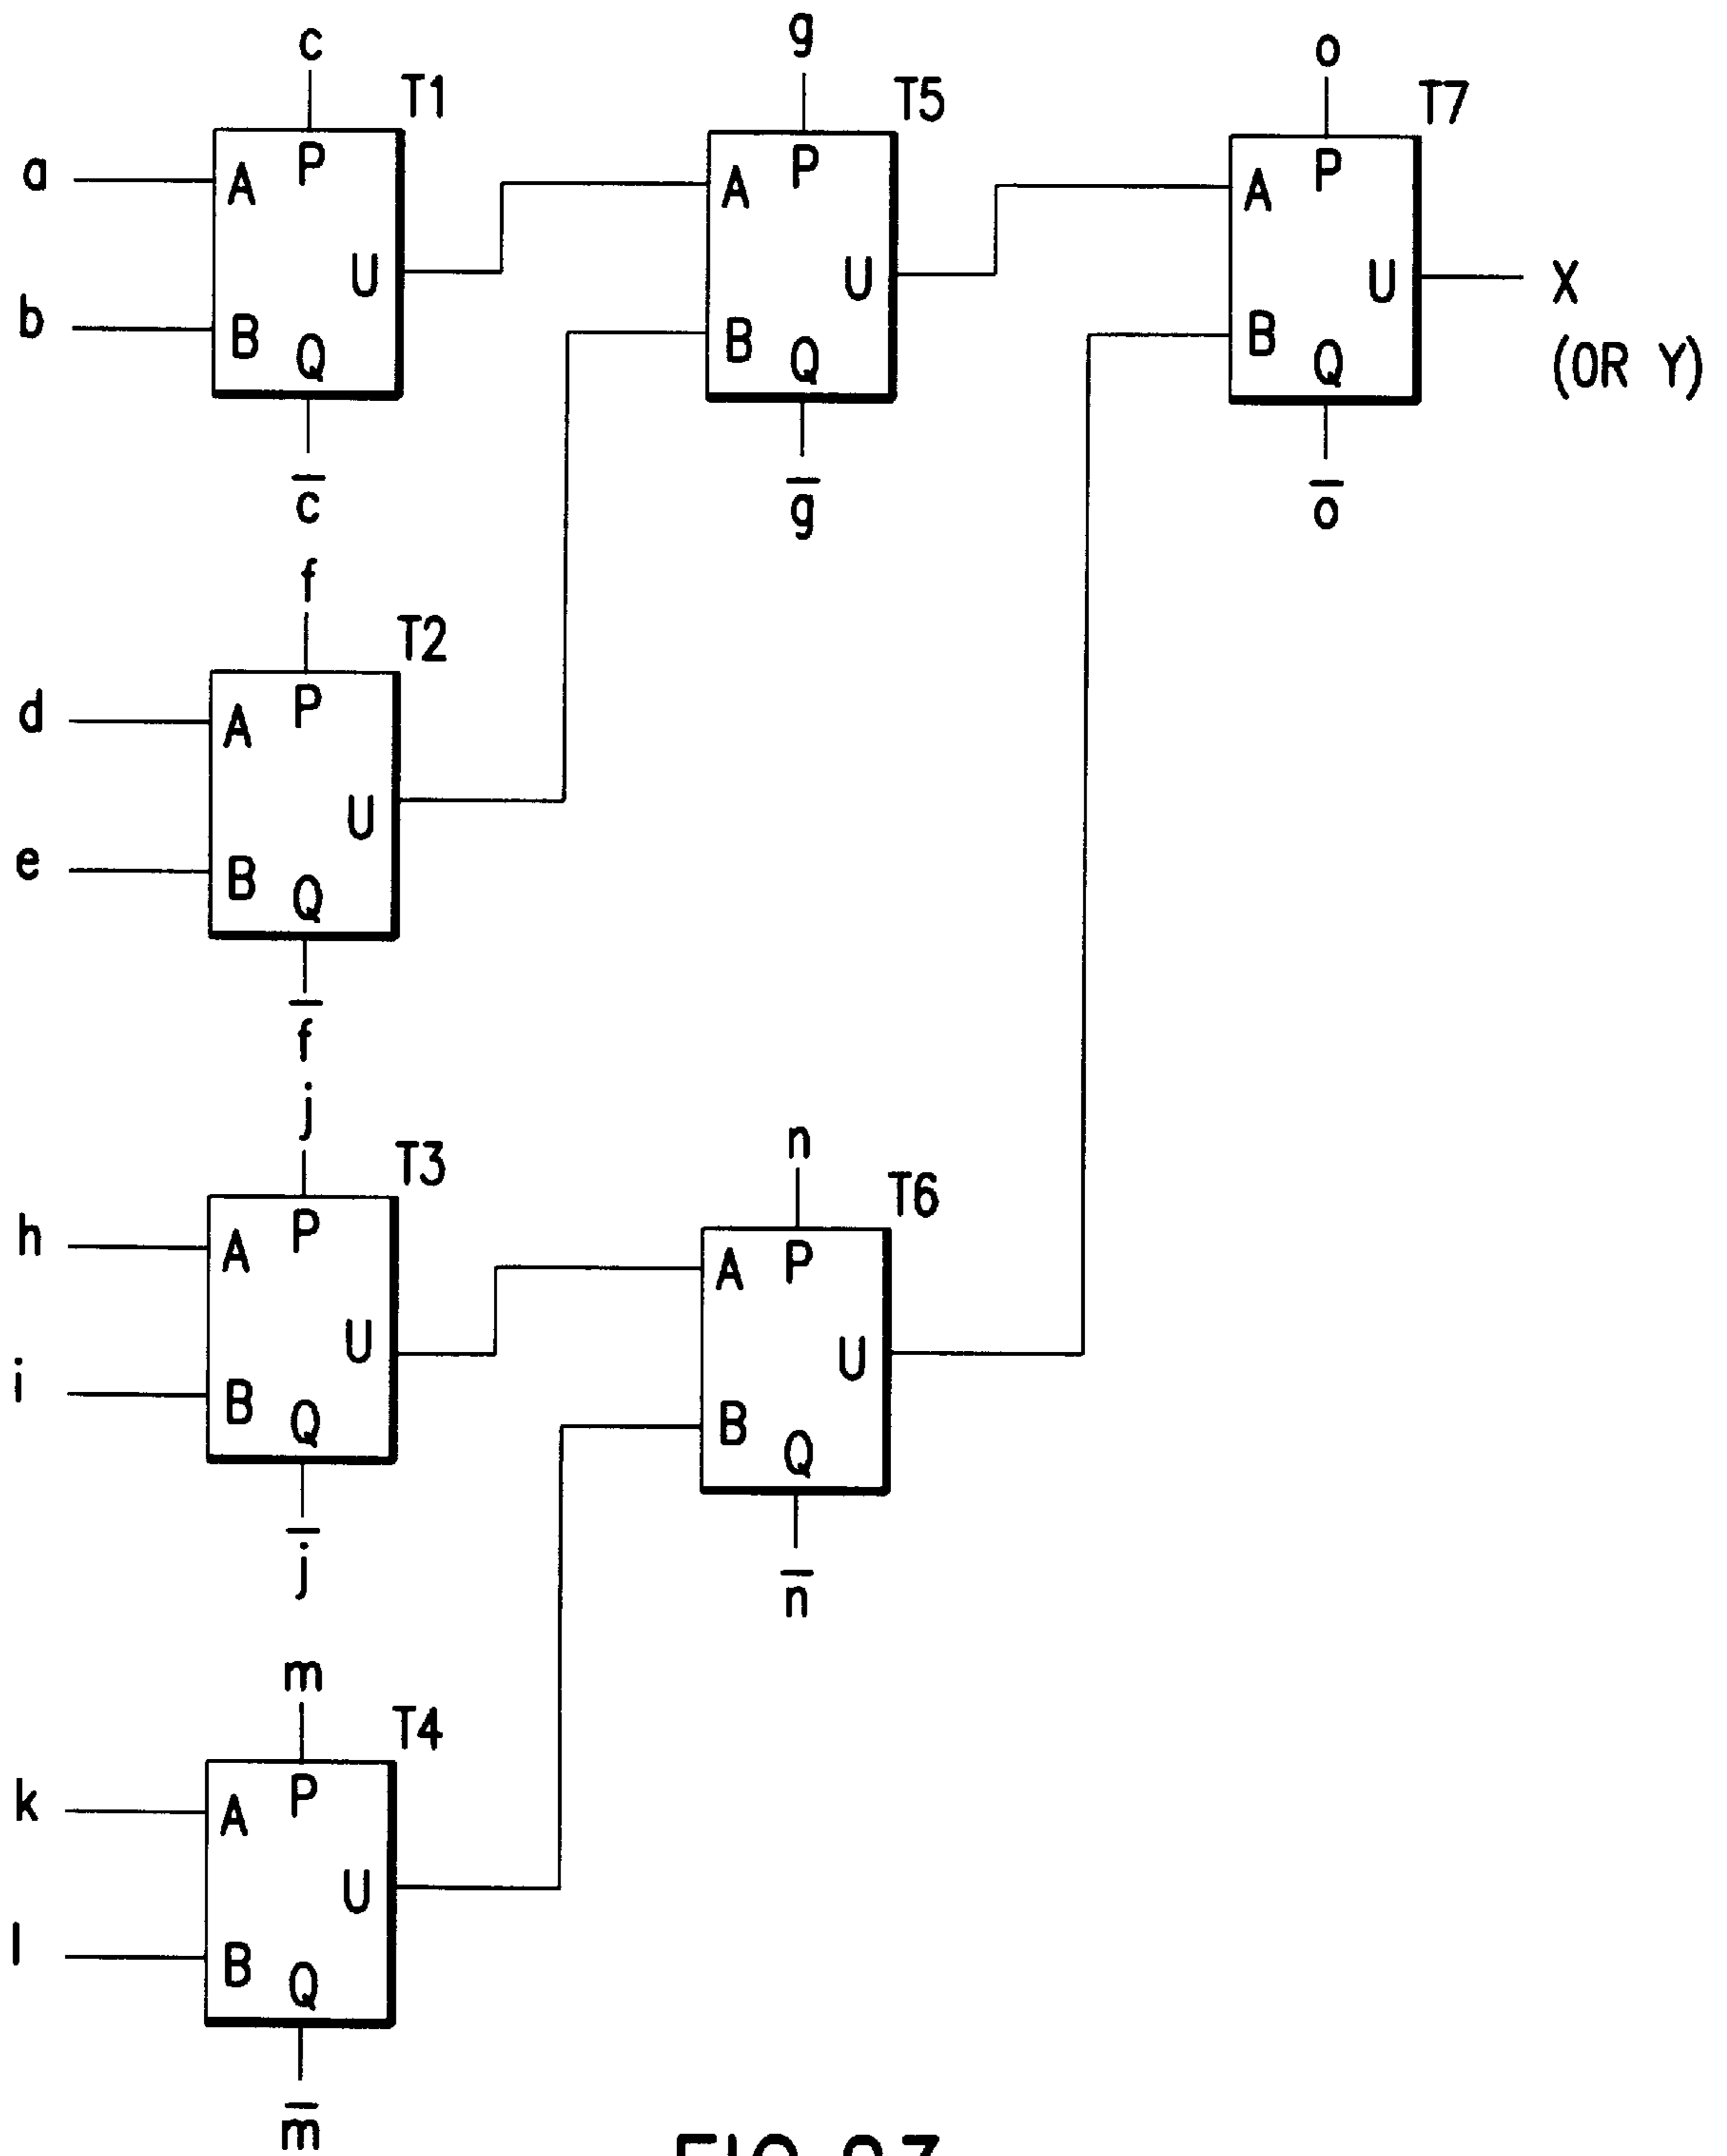 c
T1
a
A
P
U
b
B
Q
c̅
g
T5
A
P
U
B
Q
g̅
o
T7
A
P
U
X
(OR Y)
B
Q
o̅
f
T2
d
A
P
U
e
B
Q
f̅
j
T3
h
A
P
U
i
B
Q
j̅
n
T6
A
P
U
B
Q
n̅
m
T4
k
A
P
U
l
B
Q
m̅